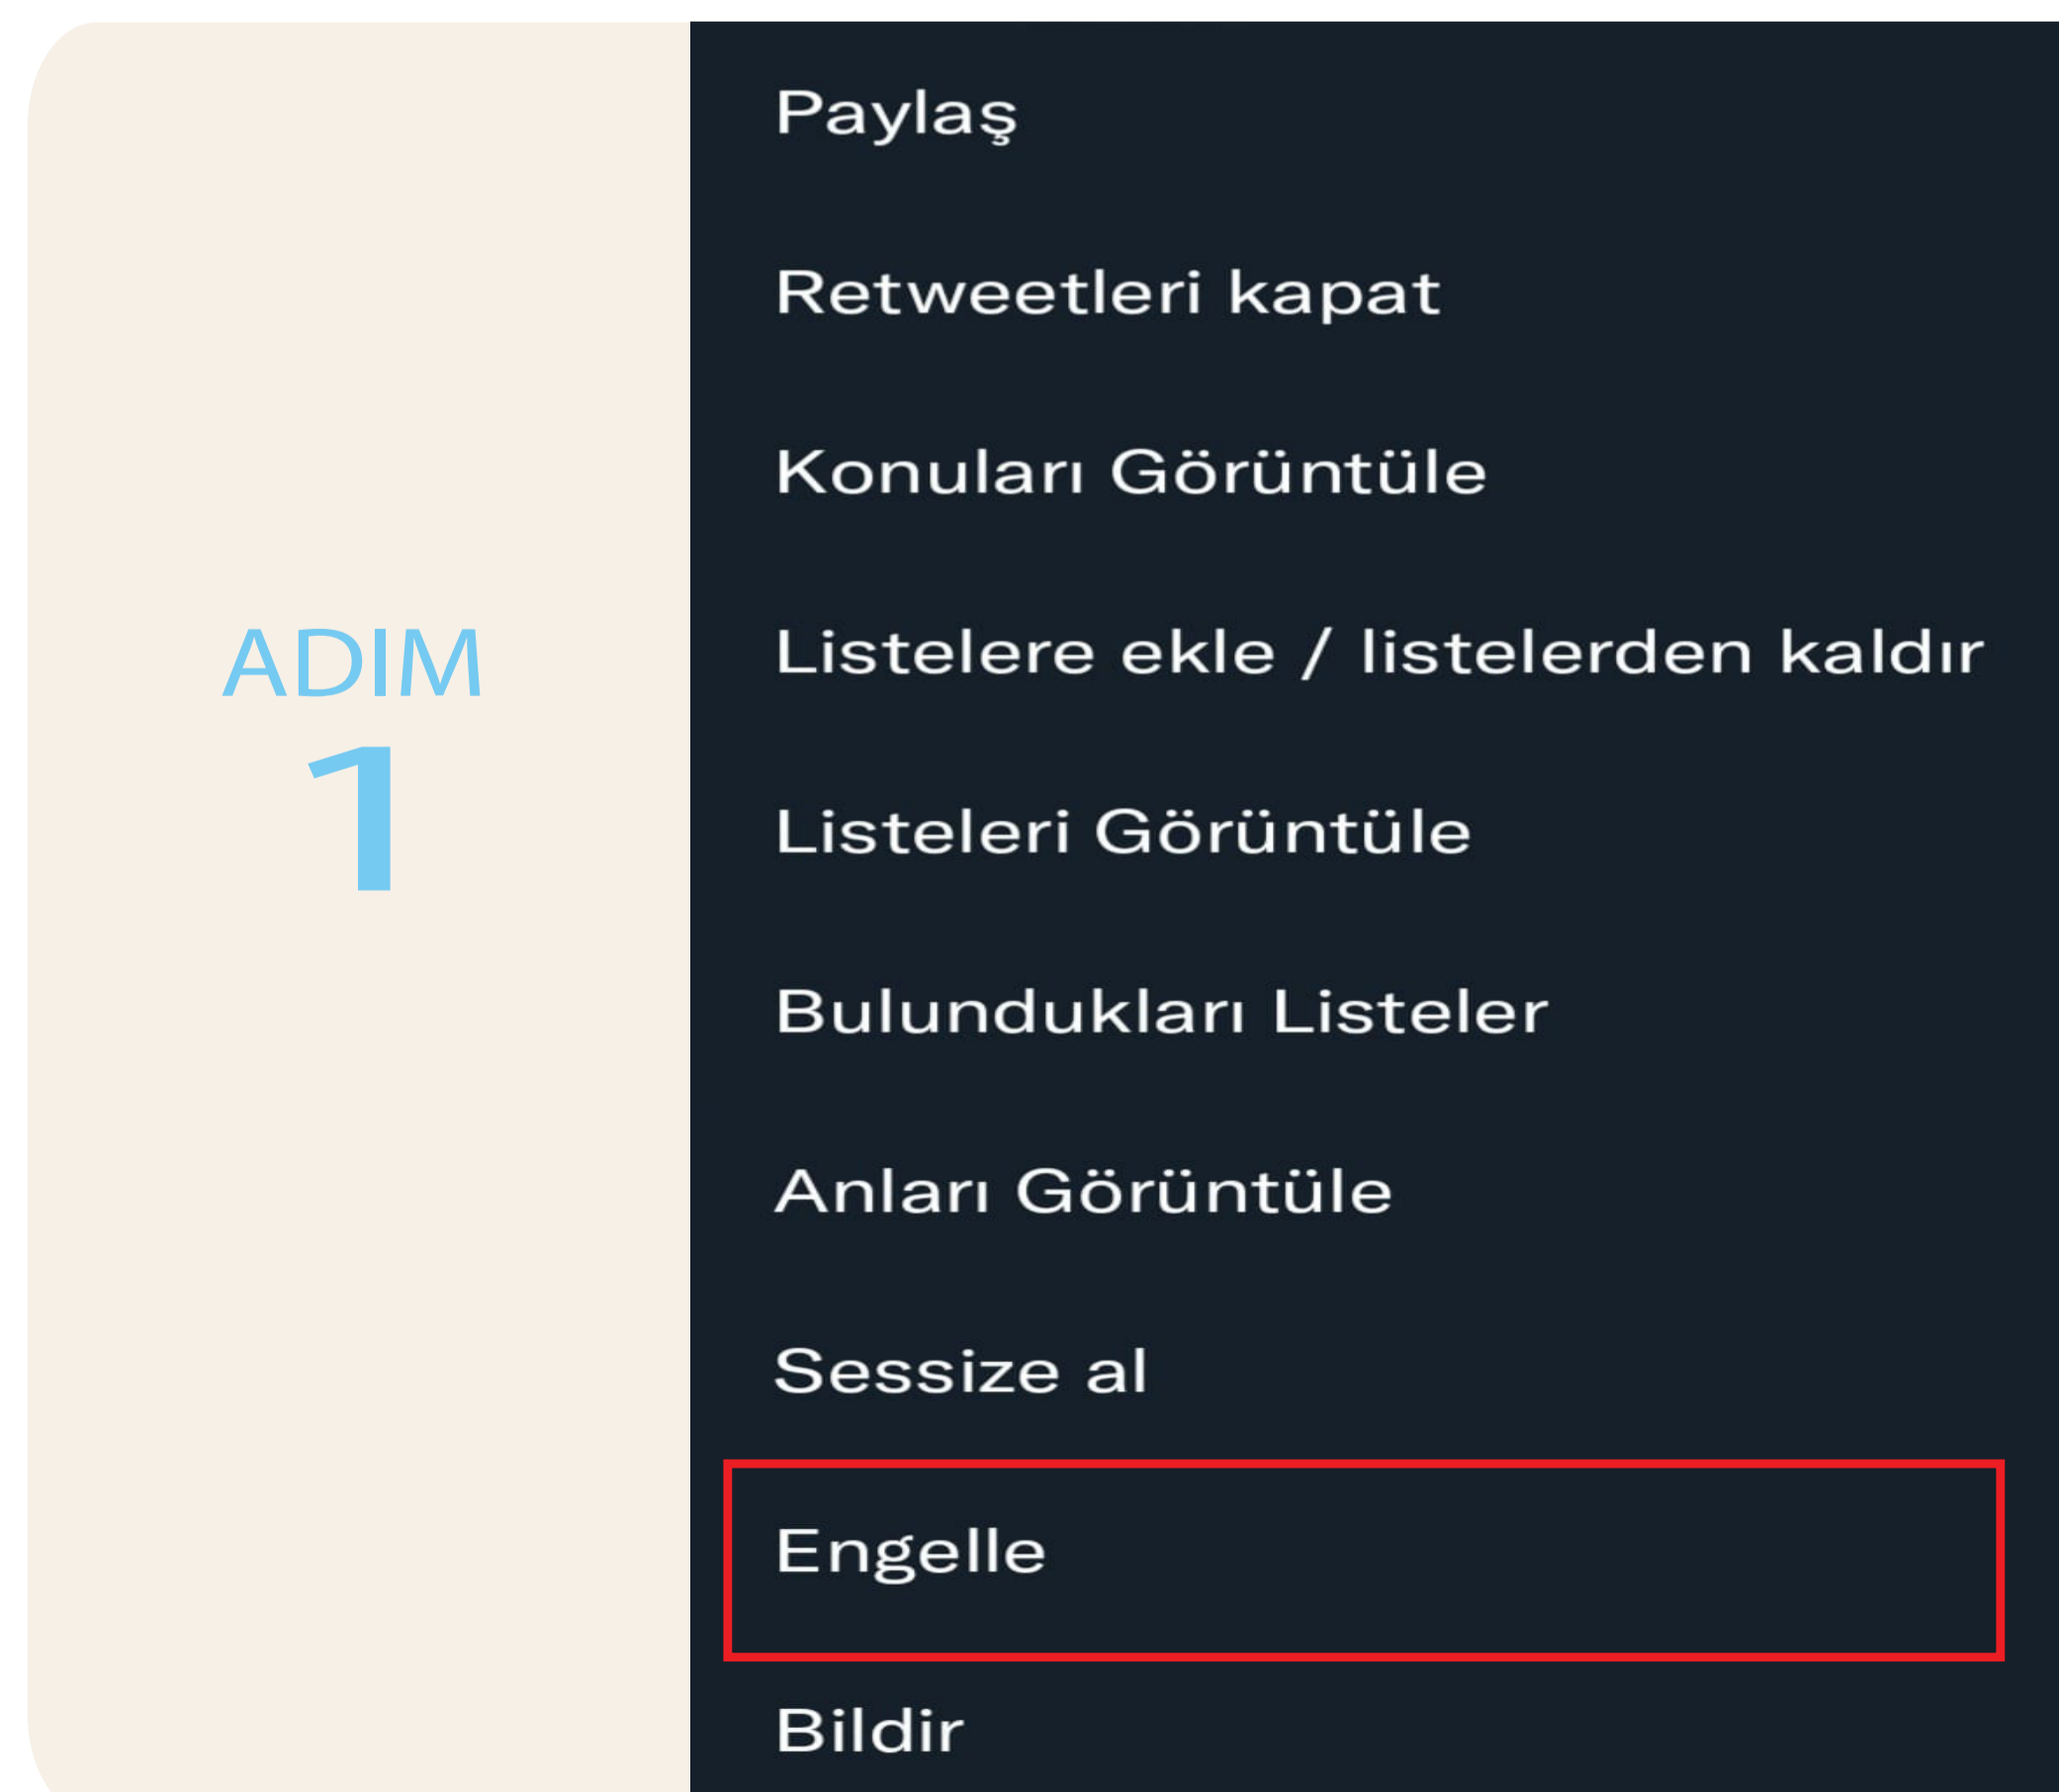 ADIM
1
Paylaş
Retweetleri kapat
Konuları Görüntüle
Listelere ekle / listelerden kaldır
Listeleri Görüntüle
Bulundukları Listeler
Anları Görüntüle
Sessize al
Engelle
Bildir